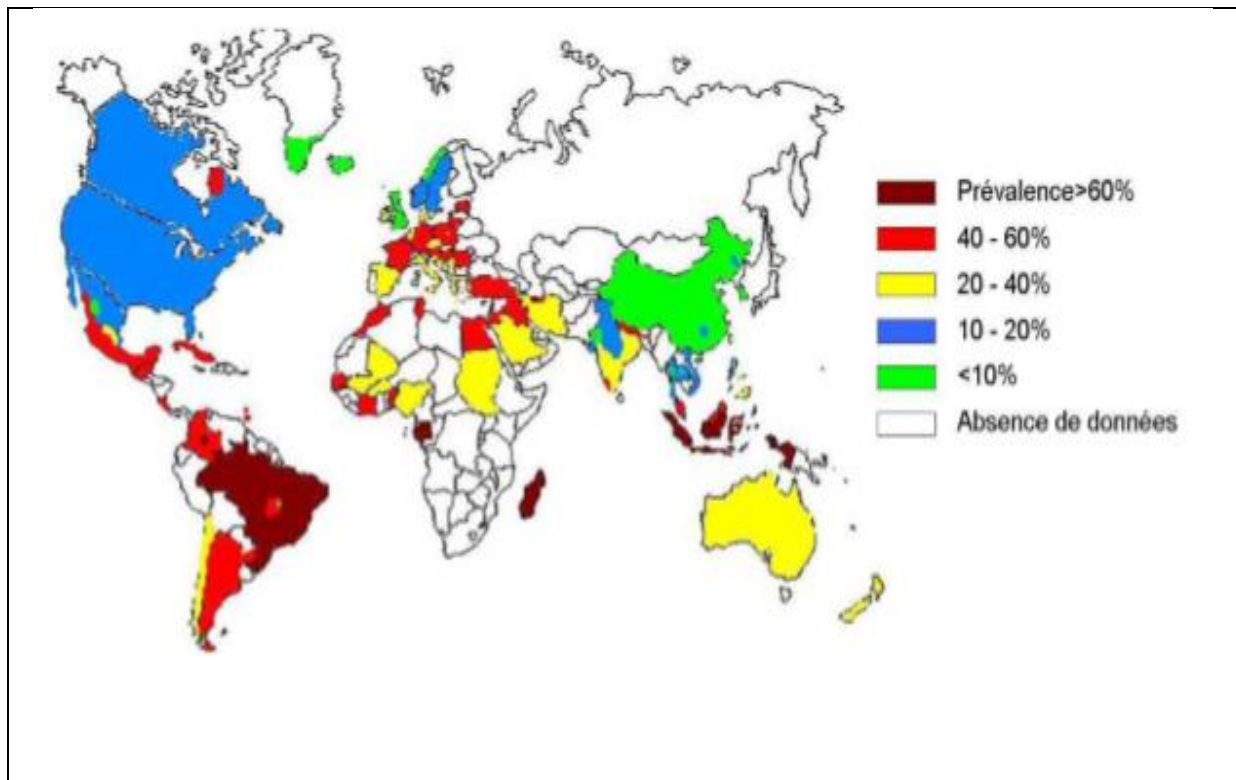 Prévalence>60%
40 - 60%
20 - 40%
10 - 20%
<10%
Absence de données